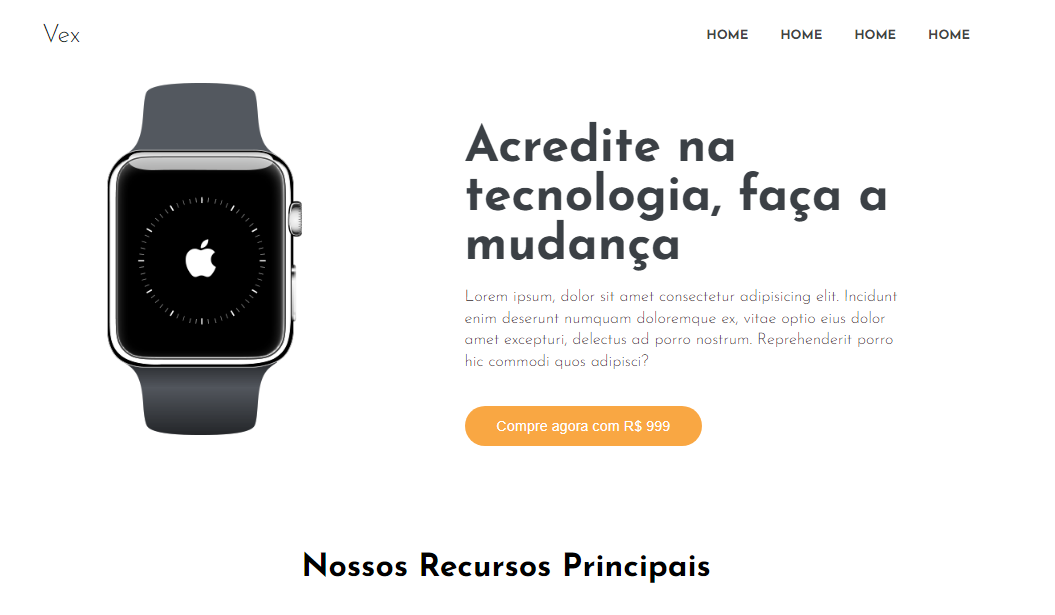 Vex
HOME HOME HOME HOME
Acredite na
tecnologia, faça a
mudança
Lorem ipsum, dolor sit amet consectetur adipisicing elit. Incidunt
enim deserunt numquam doloremque ex, vitae optio eius dolor
amet excepturi, delectus ad porro nostrum. Reprehenderit porro
hic commodi quos adipisci?
Compre agora com R$ 999
Nossos Recursos Principais